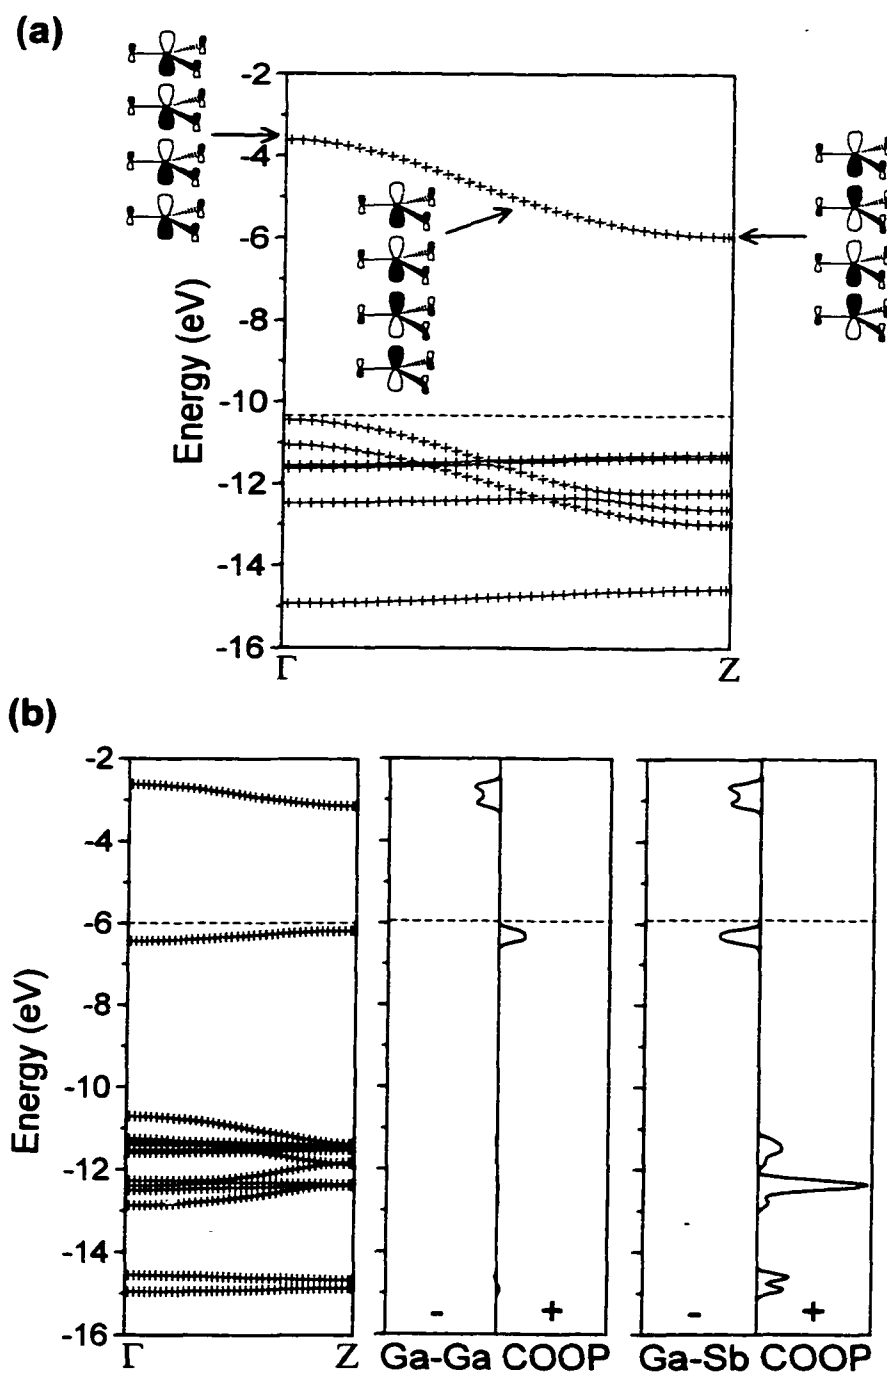 (a)
-2
-4
-6
-8
-10
-12
-14
-16
Energy (eV)
Γ Z
(b)
-2
-4
-6
-8
-10
-12
-14
-16
Energy (eV)
- + - +
Γ Z Ga-Ga COOP Ga-Sb COOP